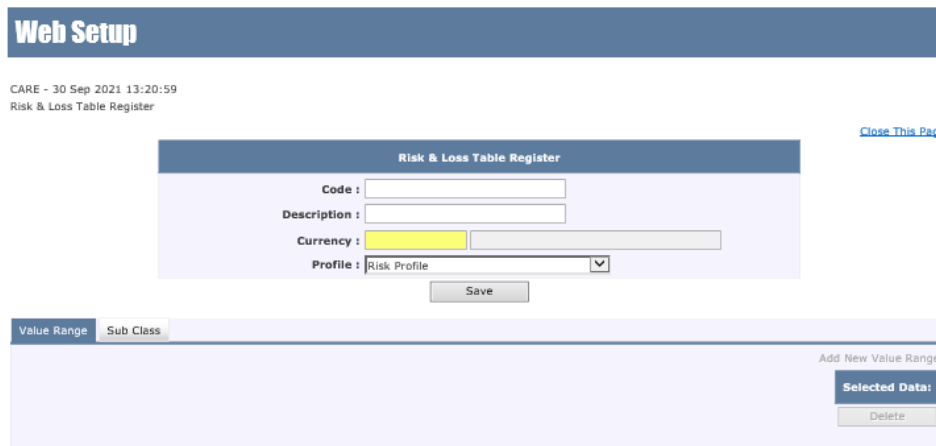 Web Setup
CARE - 30 Sep 2021 13:20:59
Risk & Loss Table Register
Close This Pag
Risk & Loss Table Register
Code :
Description :
Currency :
Profile : Risk Profile
Save
Value Range Sub Class
Add New Value Range
Selected Data:
Delete